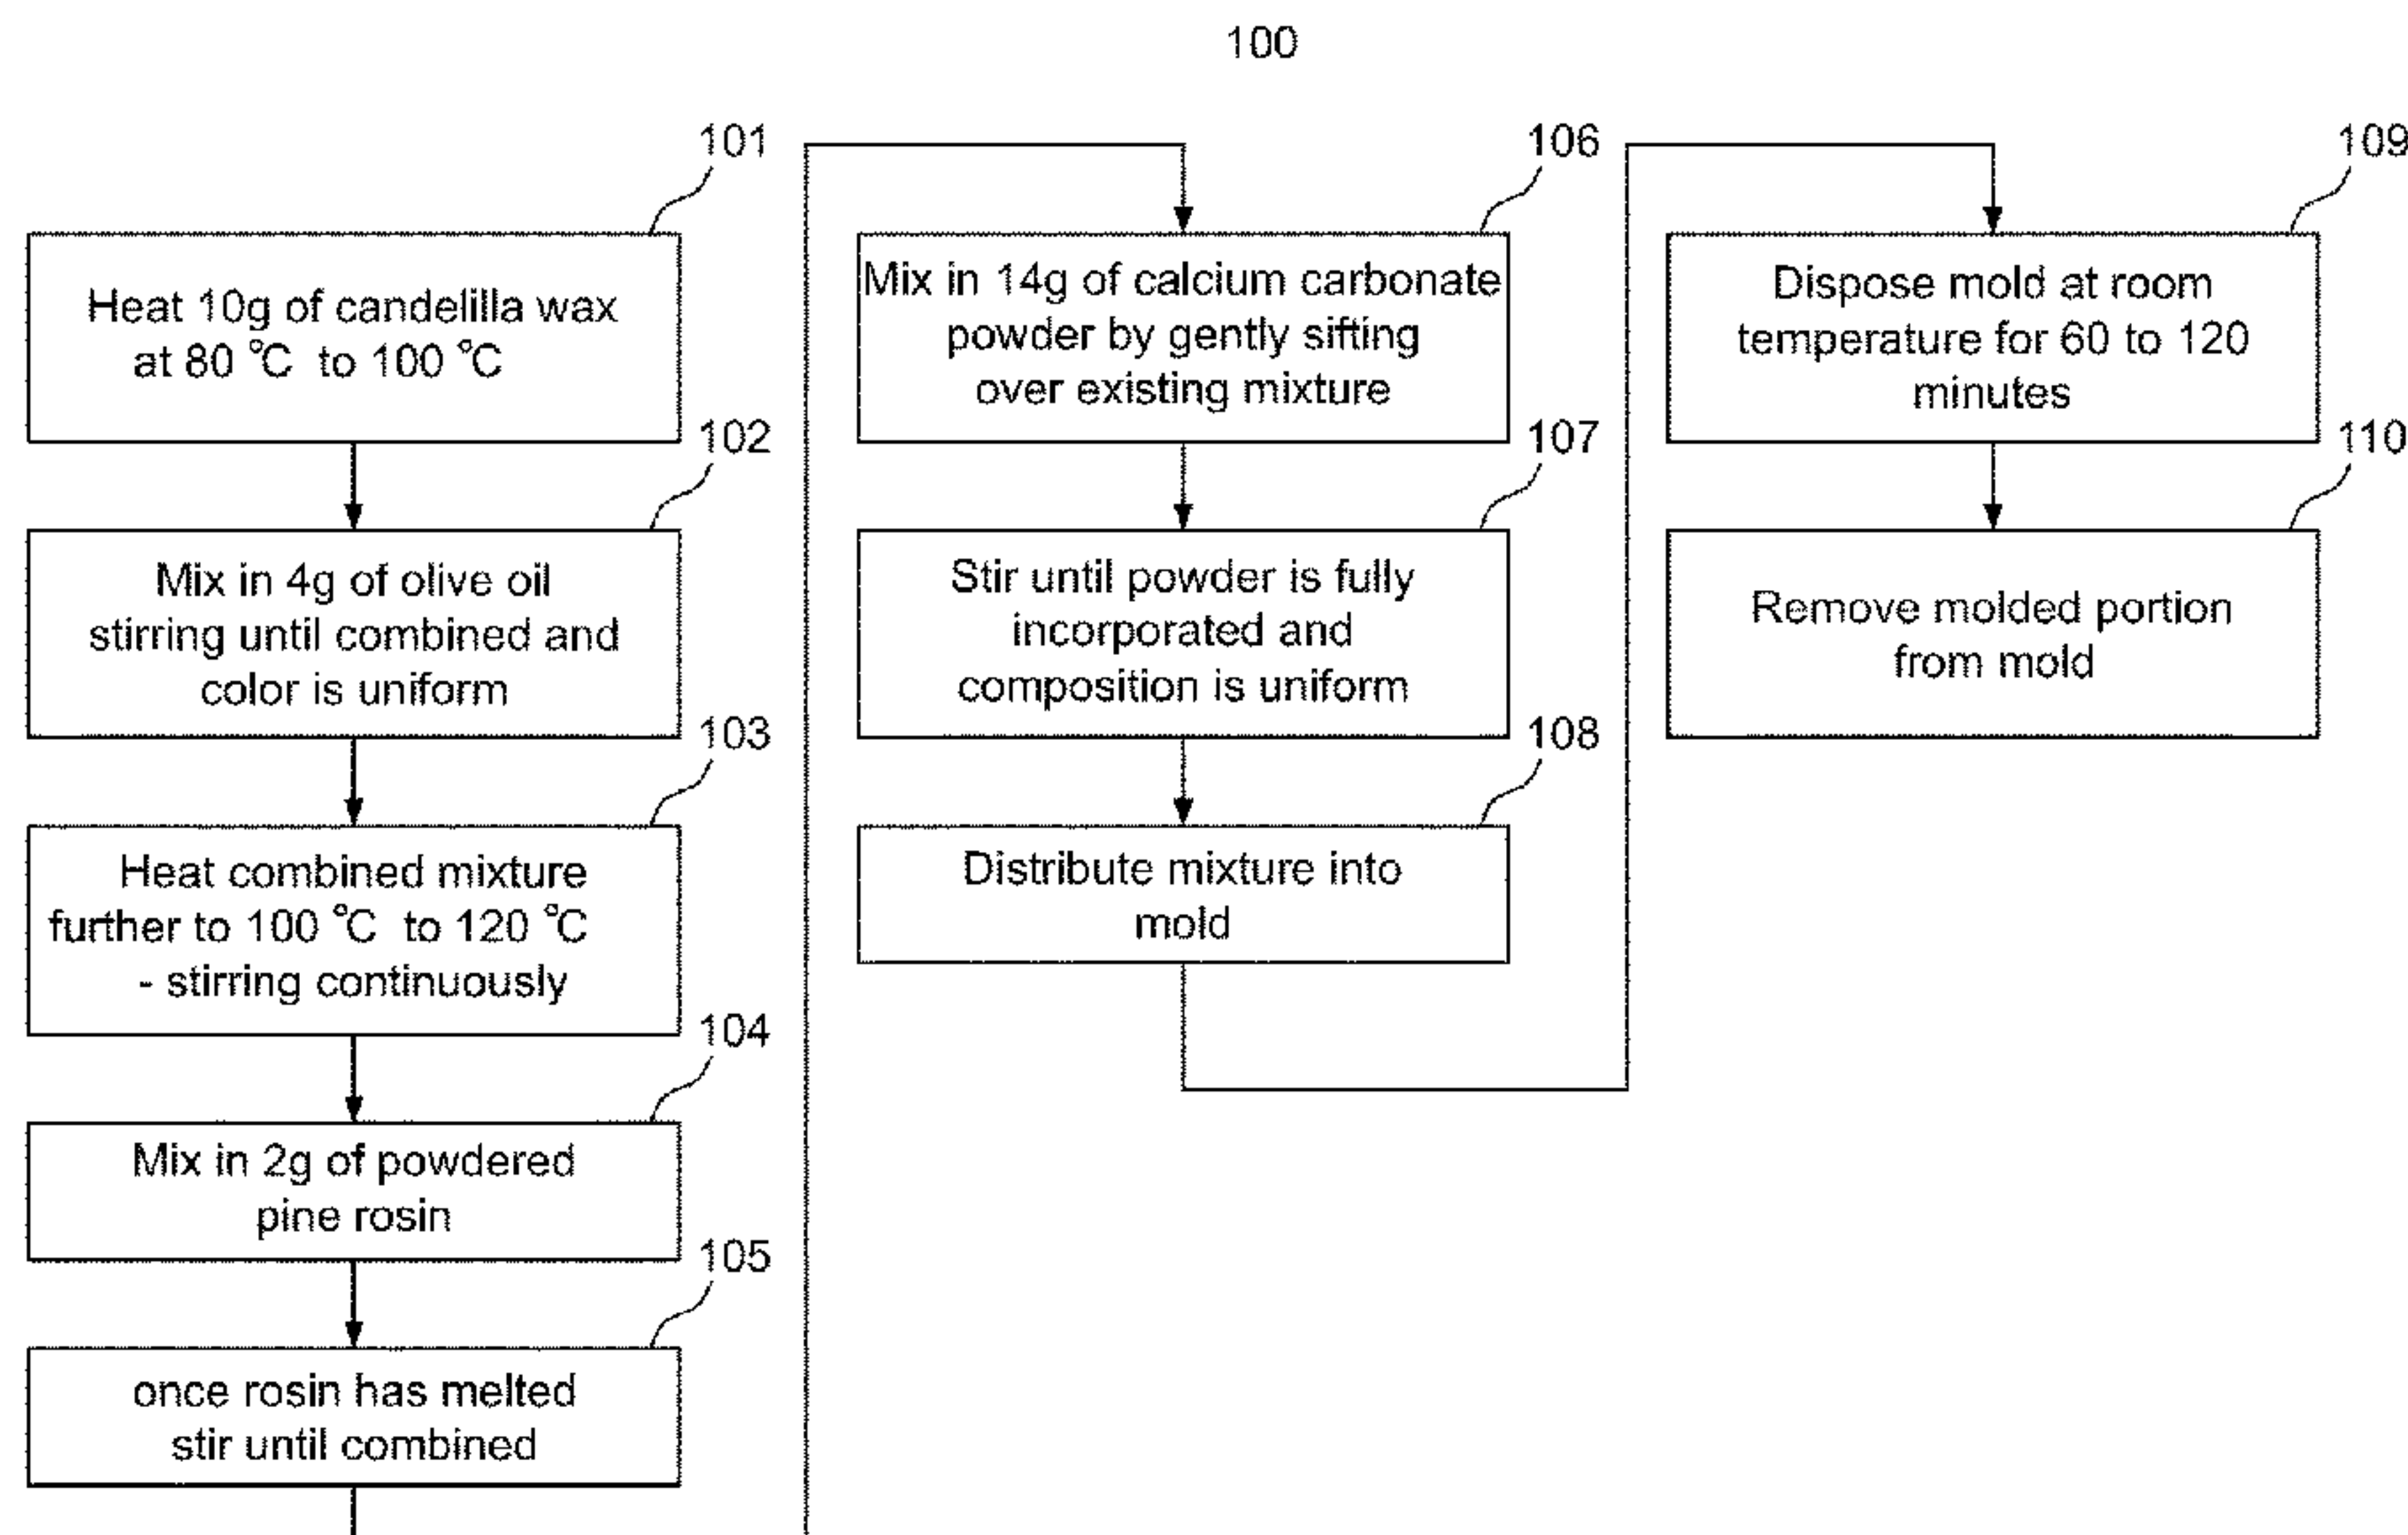 100
101
Heat 10g of candelilla wax
at 80 °C to 100 °C
102
Mix in 4g of olive oil
stirring until combined and
color is uniform
103
Heat combined mixture
further to 100 °C to 120 °C
- stirring continuously
104
Mix in 2g of powdered
pine rosin
105
once rosin has melted
stir until combined
106
Mix in 14g of calcium carbonate
powder by gently sifting
over existing mixture
107
Stir until powder is fully
incorporated and
composition is uniform
108
Distribute mixture into
mold
109
Dispose mold at room
temperature for 60 to 120
minutes
110
Remove molded portion
from mold